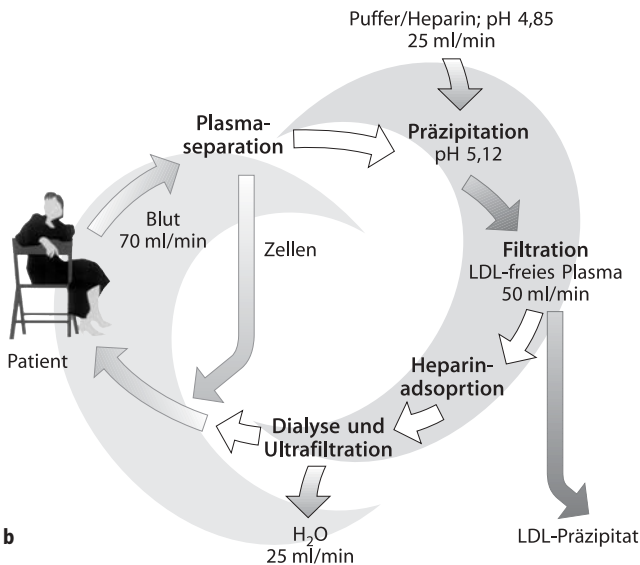 Puffer/Heparin; pH 4,85
25 ml/min
Plasma-
separation
Präzipitation
pH 5,12
Blut
70 ml/min
Zellen
Filtration
LDL-freies Plasma
50 ml/min
Patient
Heparin-
adsoprtion
Dialyse und
Ultrafiltration
H₂O
25 ml/min
LDL-Präzipitat
b